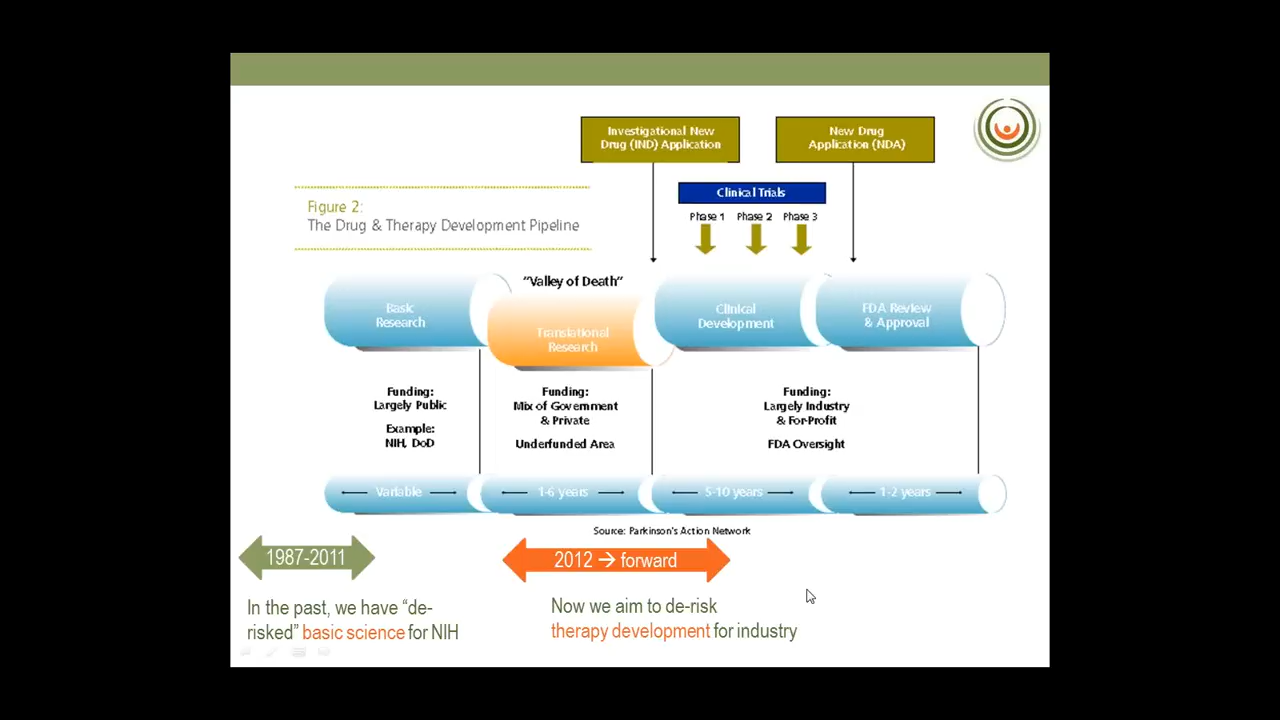 Investigational New
Drug (IND) Application
New Drug
Application (NDA)
Clinical Trials
Phase 1 Phase 2 Phase 3
Figure 2:
The Drug & Therapy Development Pipeline
"Valley of Death"
Basic
Research
Translational
Research
Clinical
Development
FDA Review
& Approval
Funding:
Largely Public
Example:
NIH, DoD
Funding:
Mix of Government
& Private
Underfunded Area
Funding:
Largely Industry
& For-Profit
FDA Oversight
Variable
1-6 years
5-10 years
1-2 years
Source: Parkinson's Action Network
1987-2011
2012 → forward
In the past, we have “de-
risked” basic science for NIH
Now we aim to de-risk
therapy development for industry